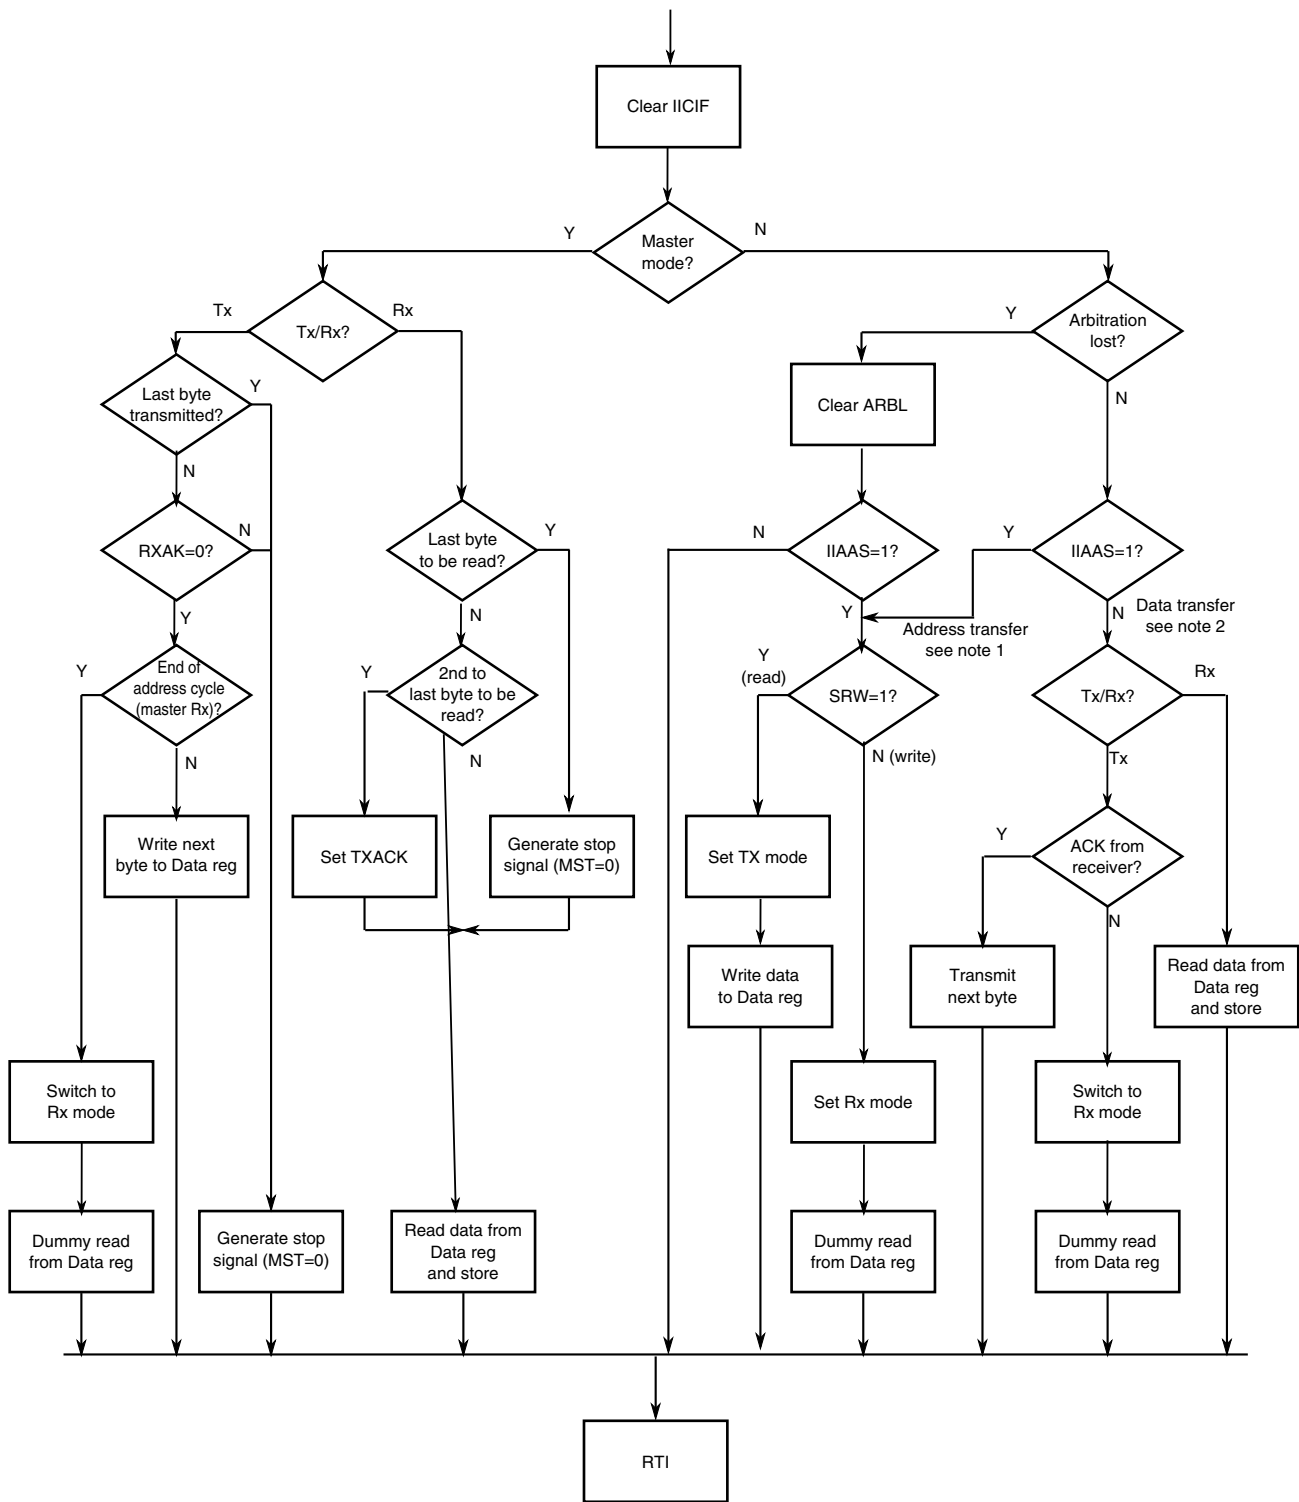 Clear IICIF
Y
Master
mode?
N
Tx
Tx/Rx?
Rx
Y
Arbitration
lost?
Last byte
transmitted?
Y
Clear ARBL
N
N
RXAK=0?
N
Last byte
to be read?
Y
N
IIAAS=1?
Y
IIAAS=1?
Y
N
Y
Address transfer
see note 1
N
Data transfer
see note 2
Y
End of
address cycle
(master Rx)?
Y
2nd to
last byte to be
read?
Y
(read)
SRW=1?
Tx/Rx?
Rx
N
N
N (write)
Tx
Write next
byte to Data reg
Set TXACK
Generate stop
signal (MST=0)
Set TX mode
Y
ACK from
receiver?
N
Write data
to Data reg
Transmit
next byte
Read data from
Data reg
and store
Switch to
Rx mode
Set Rx mode
Switch to
Rx mode
Dummy read
from Data reg
Generate stop
signal (MST=0)
Read data from
Data reg
and store
Dummy read
from Data reg
Dummy read
from Data reg
RTI